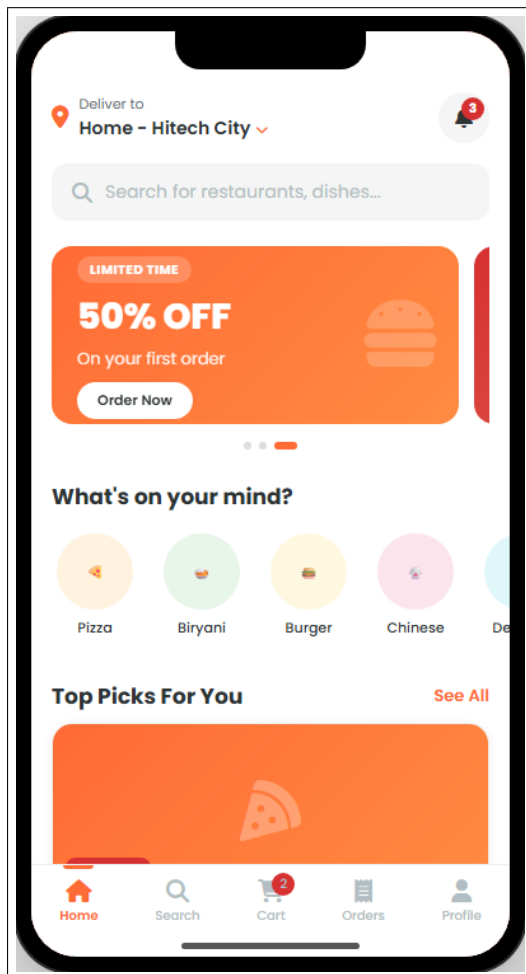 Deliver to
Home - Hitech City
3
Search for restaurants, dishes...
LIMITED TIME
50% OFF
On your first order
Order Now
What's on your mind?
Pizza Biryani Burger Chinese De
Top Picks For You See All
2
Home Search Cart Orders Profile